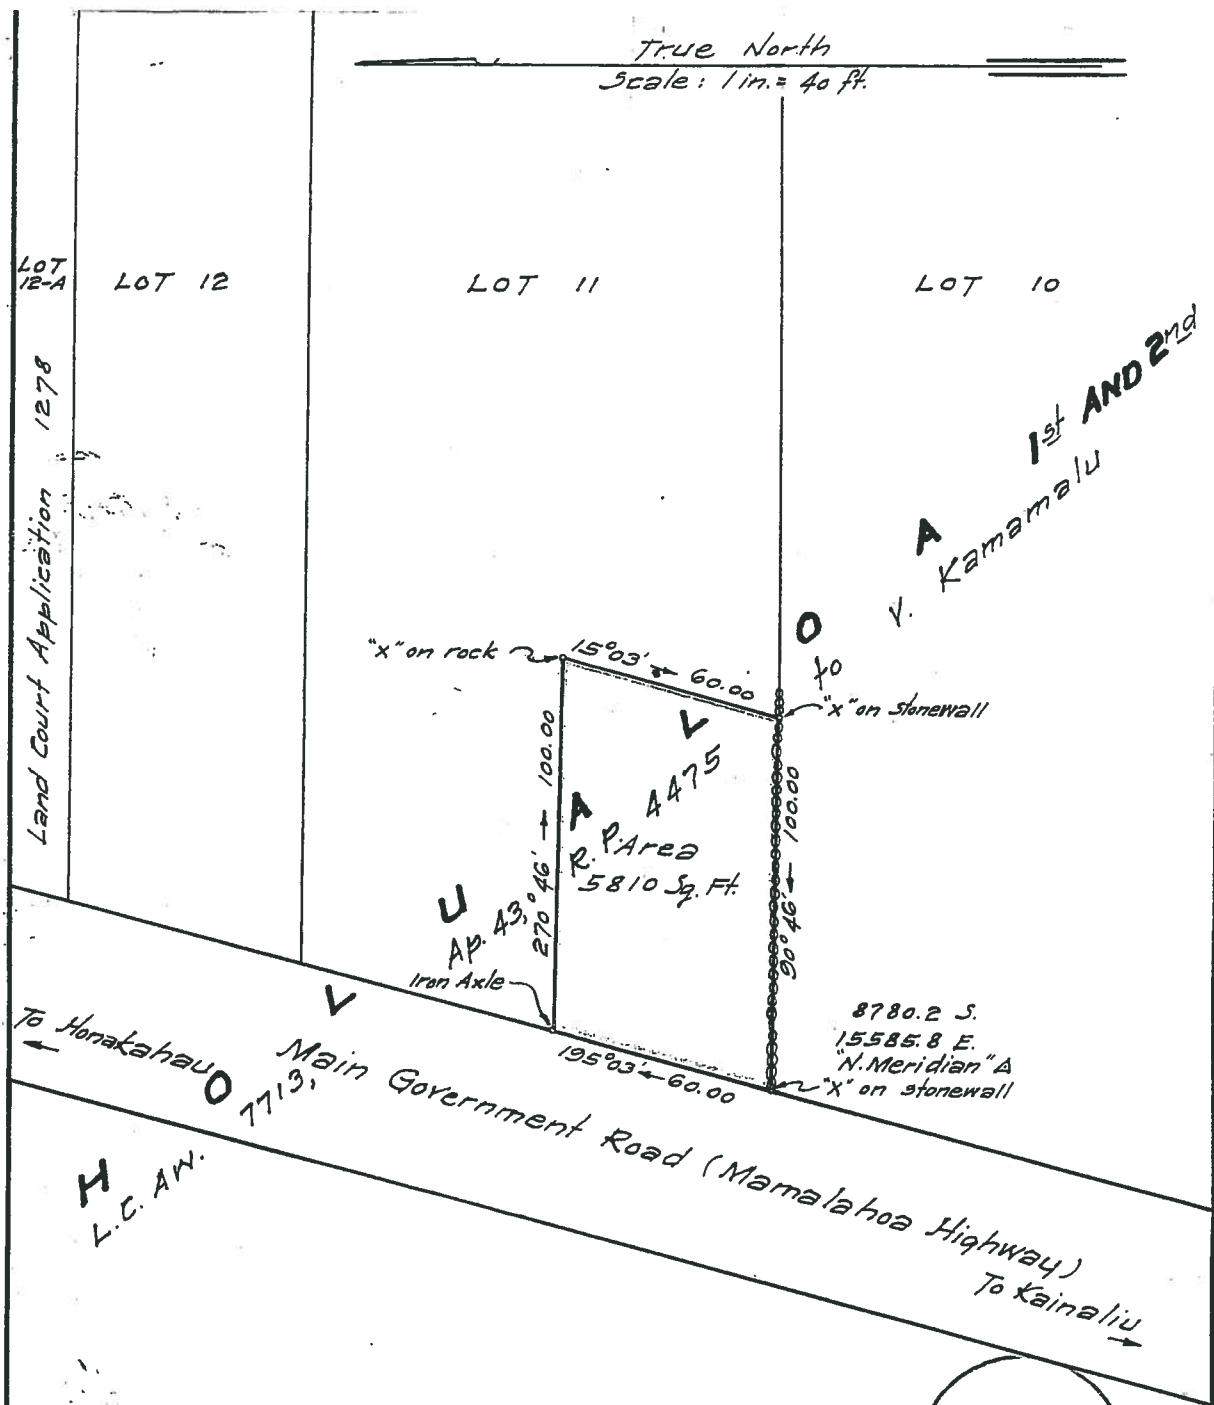 True North
Scale: 1 in. = 40 ft.
LOT
12-A
LOT 12
LOT 11
LOT 10
Land Court Application 1278
HOLUALOA 1st AND 2nd
L.C. Aw. 7713, Ap. 43, R. P. 4475 to V. Kamamalu
"x" on rock
15°03' 60.00
"x" on stonewall
270°46' 100.00
90°46' 100.00
Area
5810 Sq. Ft.
Iron Axle
195°03' 60.00
8780.2 S.
15585.8 E.
"N. Meridian" Δ
"x" on stonewall
To Honakahau
Main Government Road (Mamalahoa Highway)
To Kainaliu